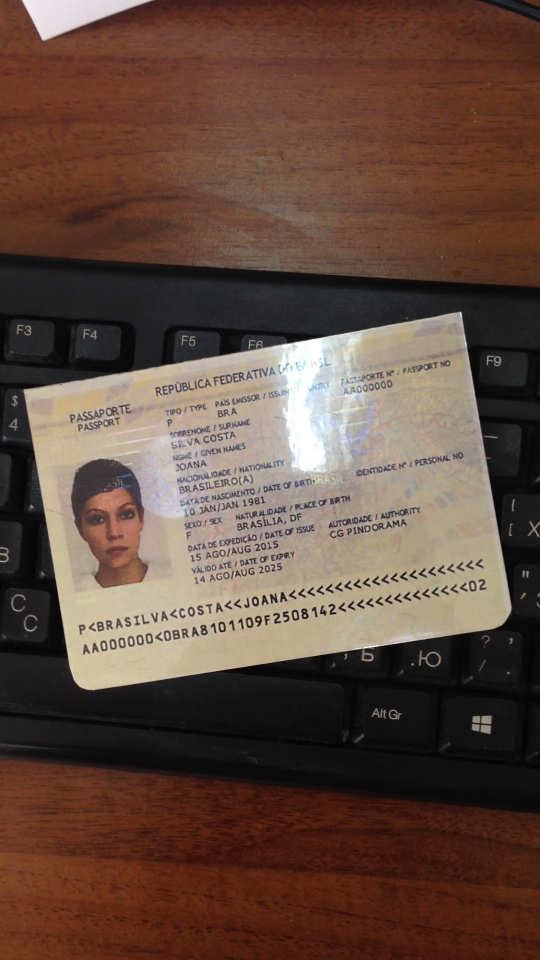 F3
F4
F5
F6
F9
$
4
REPÚBLICA FEDERATIVA DO BRASIL
PASSAPORTE
PASSPORT
TIPO / TYPE PAÍS EMISSOR / PASSAPORTE Nº / PASSPORT NO
P BRA AA000000
SOBRENOME / SURNAME
SILVA COSTA
NOME / GIVEN NAMES
JOANA
NACIONALIDADE / NATIONALITY
BRASILEIRO(A)
DATA DE NASCIMENTO / DATE OF BIRTH IDENTIDADE Nº / PERSONAL NO
10 JAN/JAN 1981
SEXO / SEX NATURALIDADE / PLACE OF BIRTH
F BRASÍLIA, DF
DATA DE EXPEDIÇÃO / DATE OF ISSUE AUTORIDADE / AUTHORITY
15 AGO/AUG 2015 CG PINDORAMA
VÁLIDO ATÉ / DATE OF EXPIRY
14 AGO/AUG 2025
P<BRASILVA<COSTA<<JOANA<<<<<<<<<<<<<<<<<<<<<
AA000000<0BRA8101109F2508142<<<<<<<<<<<<<<02
[ Х
В
C
С
Ь
.Ю
? ,
/ .
Alt Gr